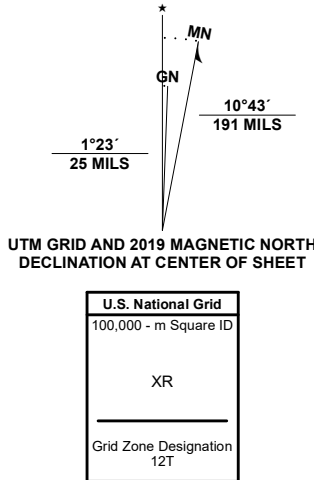 MN
GN
10°43´
191 MILS
1°23´
25 MILS
UTM GRID AND 2019 MAGNETIC NORTH
DECLINATION AT CENTER OF SHEET
U.S. National Grid
100,000 - m Square ID
XR
Grid Zone Designation
12T